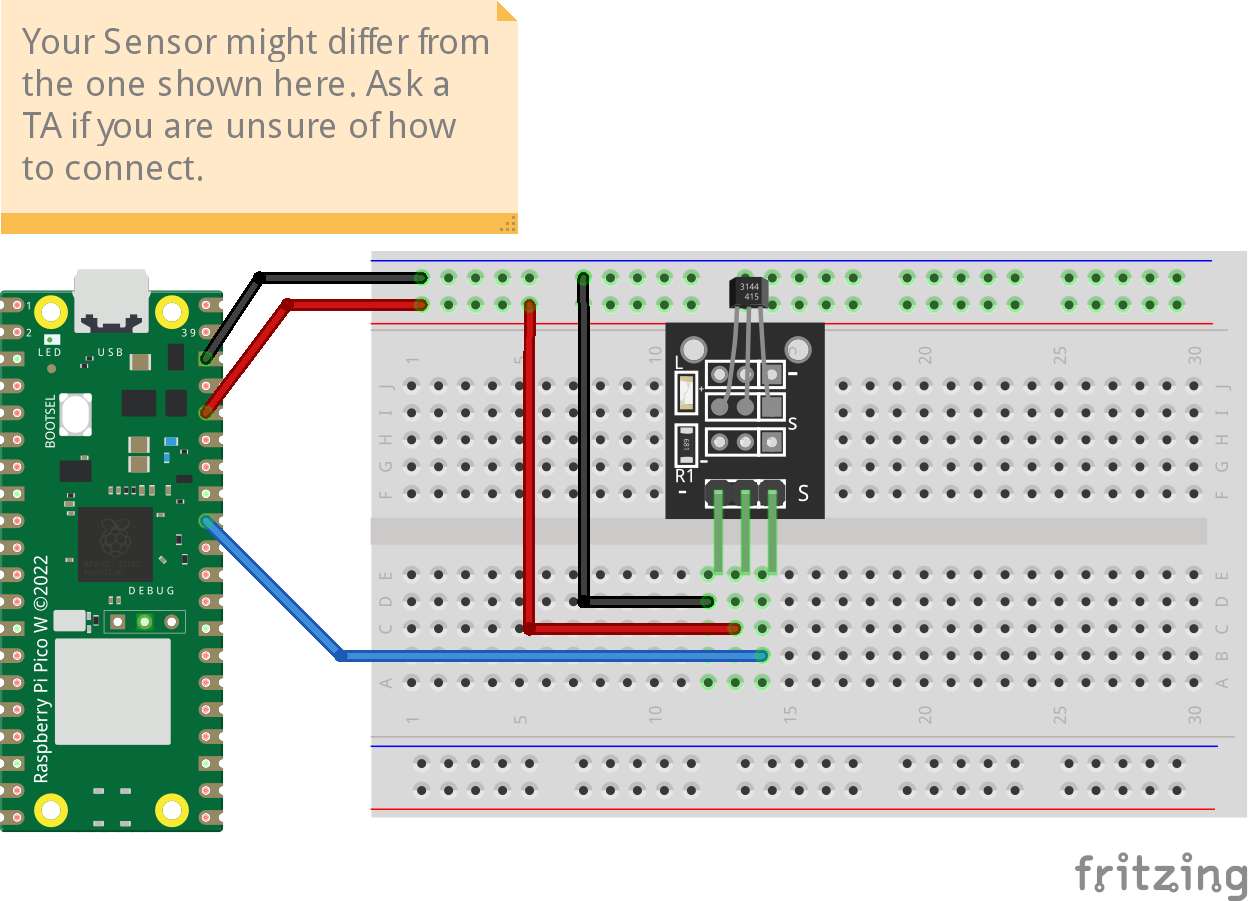 Your Sensor might differ from
the one shown here. Ask a
TA if you are unsure of how
to connect.
3144
415
1
2
39
LED
USB
BOOTSEL
DEBUG
Raspberry Pi Pico W ©2022
1 5 10 15 20 25 30
J J
I I
H H
G G
F F
L
+
-
S
-
R1
681
- S
E E
D D
C C
B B
A A
1 5 10 15 20 25 30
fritzing